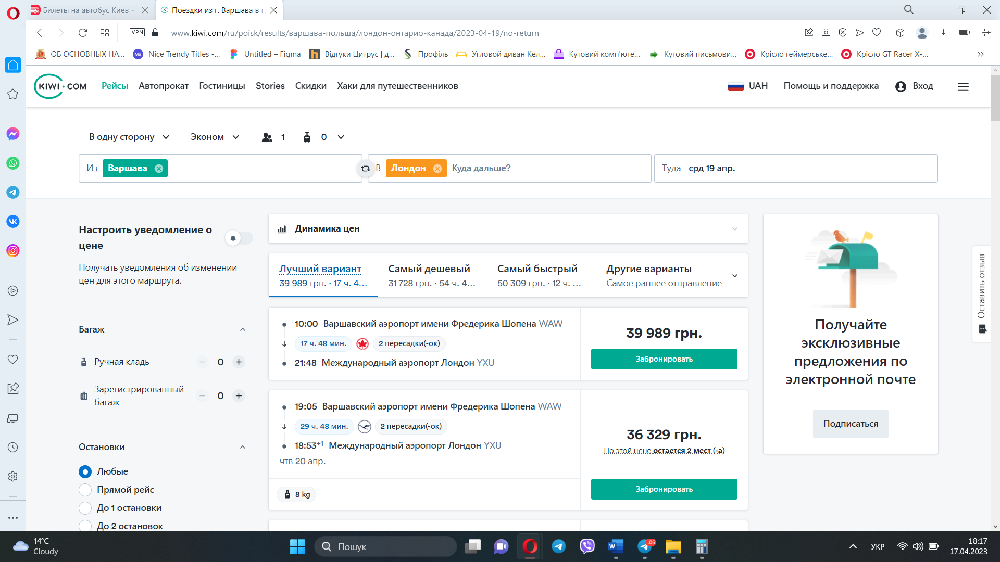 Билеты на автобус Киев -
Поездки из г. Варшава в г
VPN
www.kiwi.com/ru/poisk/results/варшава-польша/лондон-онтарио-канада/2023-04-19/no-return
ОБ ОСНОВНЫХ НА...
Ma
Nice Trendy Titles -...
Untitled – Figma
h
Відгуки Цитрус | д...
Профіль
Угловой диван Кел...
Кутовий комп'юте...
Кутовий письмови...
Крісло геймерське...
Крісло GT Racer X-...
KIWI.COM
Рейсы
Автопрокат
Гостиницы
Stories
Скидки
Хаки для путешественников
UAH
Помощь и поддержка
Вход
В одну сторону
Эконом
1
0
Из
Варшава
В
Лондон
Куда дальше?
Туда
срд 19 апр.
Настроить уведомление о
цене
Получать уведомления об изменении
цен для этого маршрута.
Багаж
Ручная кладь
0
Зарегистрированный
багаж
0
Остановки
Любые
Прямой рейс
До 1 остановки
До 2 остановок
Динамика цен
Лучший вариант
39 989 грн. · 17 ч. 4...
Самый дешевый
31 728 грн. · 54 ч. 4...
Самый быстрый
50 309 грн. · 12 ч. ...
Другие варианты
Самое раннее отправление
10:00 Варшавский аэропорт имени Фредерика Шопена WAW
17 ч. 48 мин.
2 пересадки(-ок)
21:48 Международный аэропорт Лондон YXU
39 989 грн.
Забронировать
19:05 Варшавский аэропорт имени Фредерика Шопена WAW
29 ч. 48 мин.
2 пересадки(-ок)
18:53+1 Международный аэропорт Лондон YXU
чтв 20 апр.
8 kg
36 329 грн.
По этой цене остается 2 мест (-а)
Забронировать
Получайте
эксклюзивные
предложения по
электронной почте
Подписаться
Оставить отзыв
14°C
Cloudy
Пошук
..06
УКР
18:17
17.04.2023